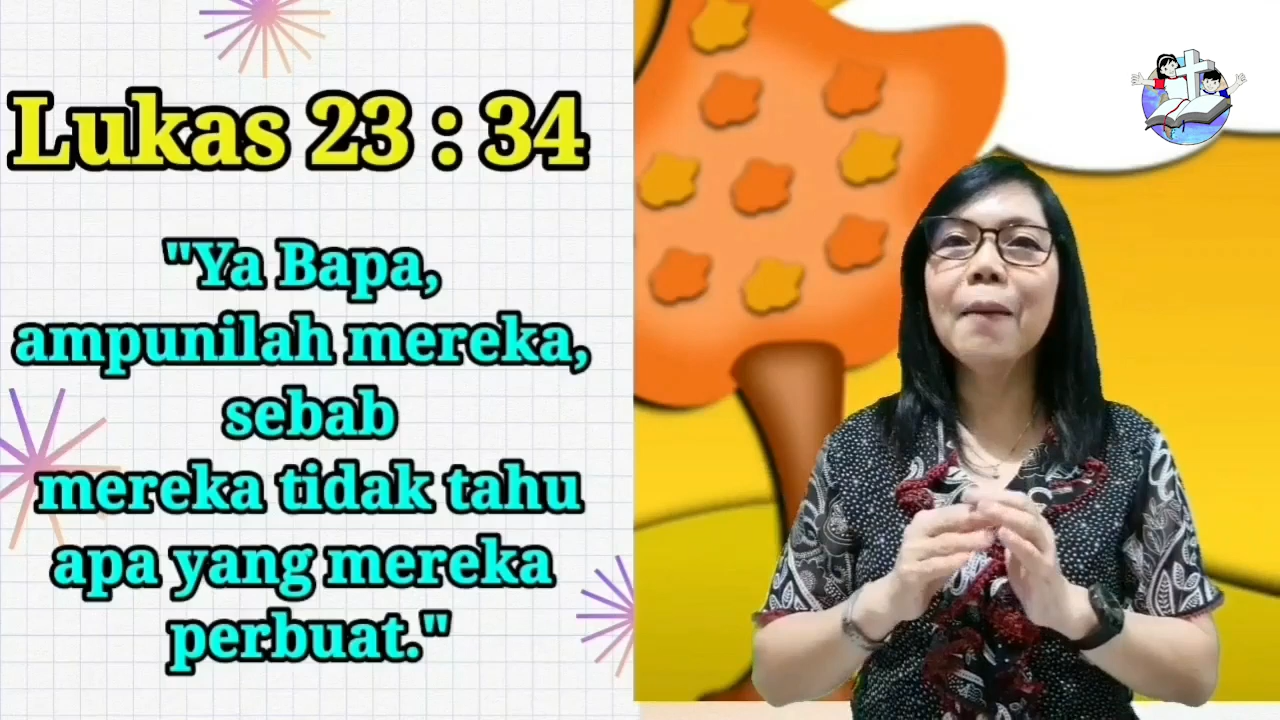 Lukas 23 : 34
"Ya Bapa,
ampunilah mereka,
sebab
mereka tidak tahu
apa yang mereka
perbuat."